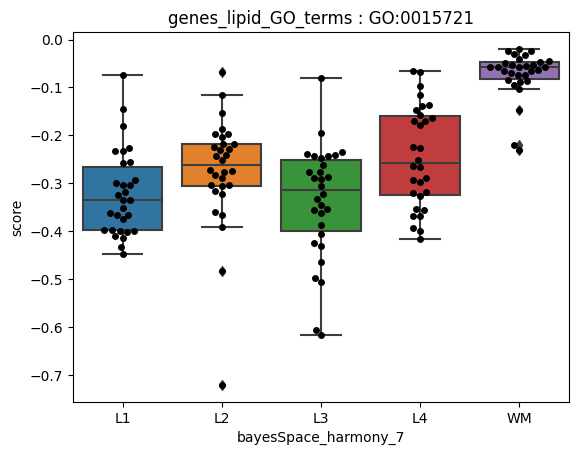 genes_lipid_GO_terms : GO:0015721
0.0
−0.1
−0.2
−0.3
−0.4
−0.5
−0.6
−0.7
score
L1 L2 L3 L4 WM
bayesSpace_harmony_7